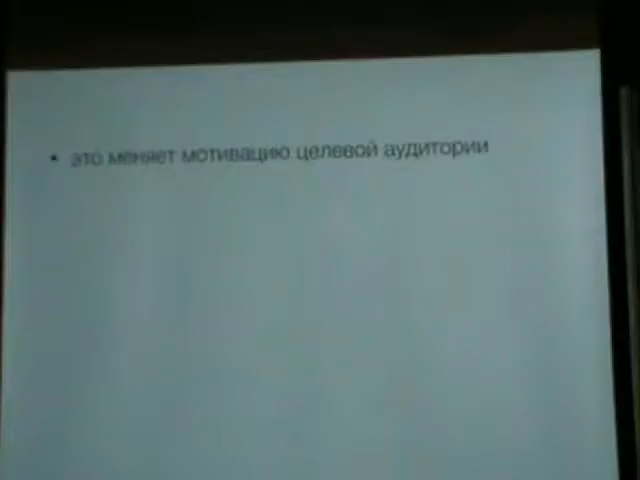 • это меняет мотивацию целевой аудитории